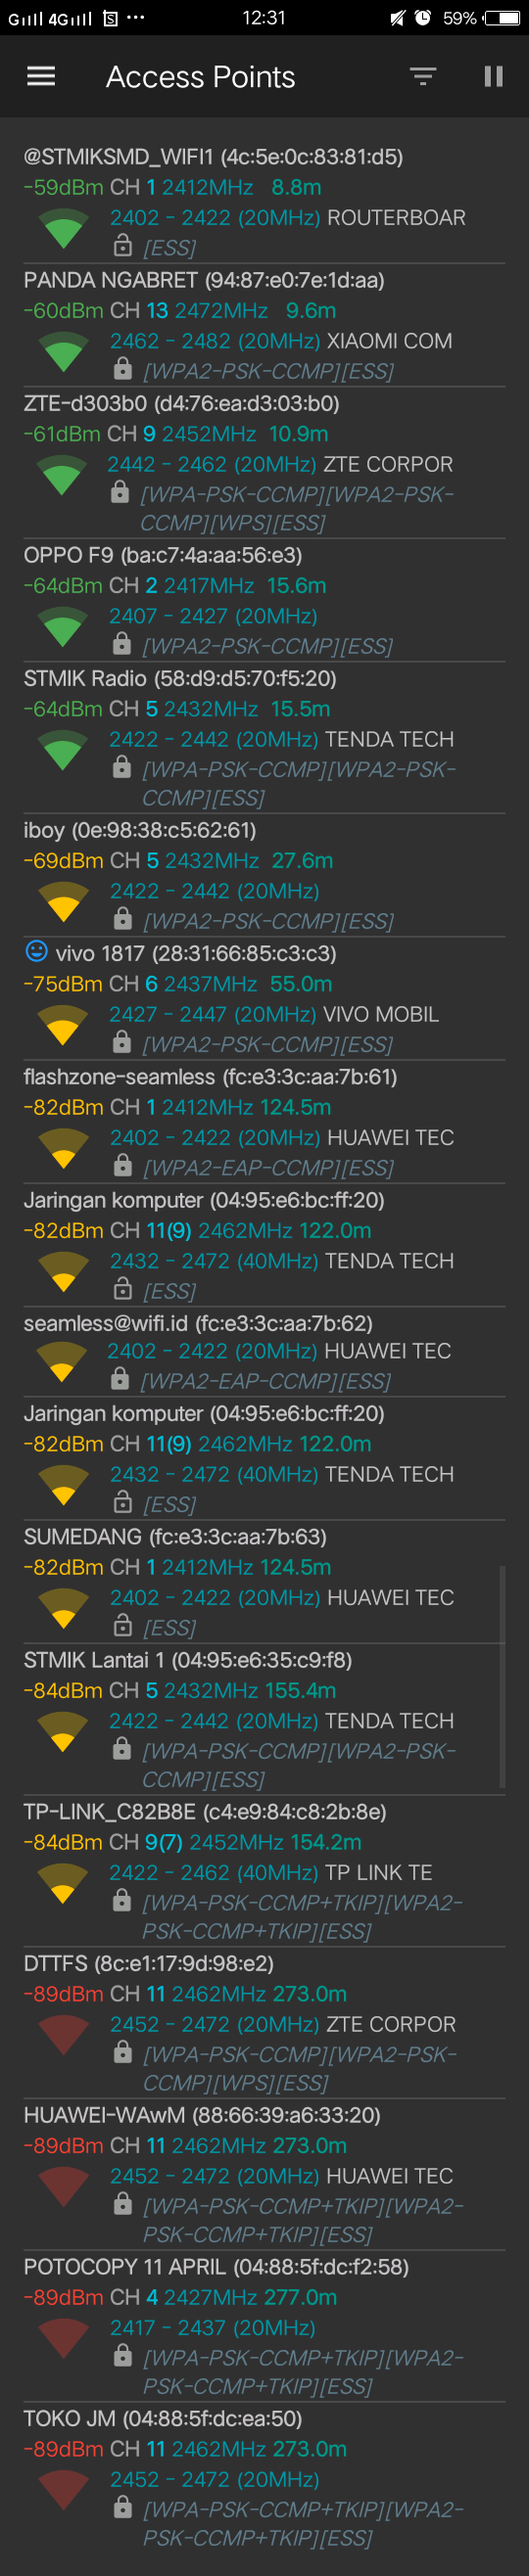 4G 12:31 59%
Access Points
@STMIKSMD_WIFI1 (4c:5e:0c:83:81:d5)
-59dBm CH 1 2412MHz 8.8m
2402 - 2422 (20MHz) ROUTERBOAR
[ESS]
PANDA NGABRET (94:87:e0:7e:1d:aa)
-60dBm CH 13 2472MHz 9.6m
2462 - 2482 (20MHz) XIAOMI COM
[WPA2-PSK-CCMP][ESS]
ZTE-d303b0 (d4:76:ea:d3:03:b0)
-61dBm CH 9 2452MHz 10.9m
2442 - 2462 (20MHz) ZTE CORPOR
[WPA-PSK-CCMP][WPA2-PSK-
CCMP][WPS][ESS]
OPPO F9 (ba:c7:4a:aa:56:e3)
-64dBm CH 2 2417MHz 15.6m
2407 - 2427 (20MHz)
[WPA2-PSK-CCMP][ESS]
STMIK Radio (58:d9:d5:70:f5:20)
-64dBm CH 5 2432MHz 15.5m
2422 - 2442 (20MHz) TENDA TECH
[WPA-PSK-CCMP][WPA2-PSK-
CCMP][ESS]
iboy (0e:98:38:c5:62:61)
-69dBm CH 5 2432MHz 27.6m
2422 - 2442 (20MHz)
[WPA2-PSK-CCMP][ESS]
vivo 1817 (28:31:66:85:c3:c3)
-75dBm CH 6 2437MHz 55.0m
2427 - 2447 (20MHz) VIVO MOBIL
[WPA2-PSK-CCMP][ESS]
flashzone-seamless (fc:e3:3c:aa:7b:61)
-82dBm CH 1 2412MHz 124.5m
2402 - 2422 (20MHz) HUAWEI TEC
[WPA2-EAP-CCMP][ESS]
Jaringan komputer (04:95:e6:bc:ff:20)
-82dBm CH 11(9) 2462MHz 122.0m
2432 - 2472 (40MHz) TENDA TECH
[ESS]
seamless@wifi.id (fc:e3:3c:aa:7b:62)
2402 - 2422 (20MHz) HUAWEI TEC
[WPA2-EAP-CCMP][ESS]
Jaringan komputer (04:95:e6:bc:ff:20)
-82dBm CH 11(9) 2462MHz 122.0m
2432 - 2472 (40MHz) TENDA TECH
[ESS]
SUMEDANG (fc:e3:3c:aa:7b:63)
-82dBm CH 1 2412MHz 124.5m
2402 - 2422 (20MHz) HUAWEI TEC
[ESS]
STMIK Lantai 1 (04:95:e6:35:c9:f8)
-84dBm CH 5 2432MHz 155.4m
2422 - 2442 (20MHz) TENDA TECH
[WPA-PSK-CCMP][WPA2-PSK-
CCMP][ESS]
TP-LINK_C82B8E (c4:e9:84:c8:2b:8e)
-84dBm CH 9(7) 2452MHz 154.2m
2422 - 2462 (40MHz) TP LINK TE
[WPA-PSK-CCMP+TKIP][WPA2-
PSK-CCMP+TKIP][ESS]
DTTFS (8c:e1:17:9d:98:e2)
-89dBm CH 11 2462MHz 273.0m
2452 - 2472 (20MHz) ZTE CORPOR
[WPA-PSK-CCMP][WPA2-PSK-
CCMP][WPS][ESS]
HUAWEI-WAwM (88:66:39:a6:33:20)
-89dBm CH 11 2462MHz 273.0m
2452 - 2472 (20MHz) HUAWEI TEC
[WPA-PSK-CCMP+TKIP][WPA2-
PSK-CCMP+TKIP][ESS]
POTOCOPY 11 APRIL (04:88:5f:dc:f2:58)
-89dBm CH 4 2427MHz 277.0m
2417 - 2437 (20MHz)
[WPA-PSK-CCMP+TKIP][WPA2-
PSK-CCMP+TKIP][ESS]
TOKO JM (04:88:5f:dc:ea:50)
-89dBm CH 11 2462MHz 273.0m
2452 - 2472 (20MHz)
[WPA-PSK-CCMP+TKIP][WPA2-
PSK-CCMP+TKIP][ESS]